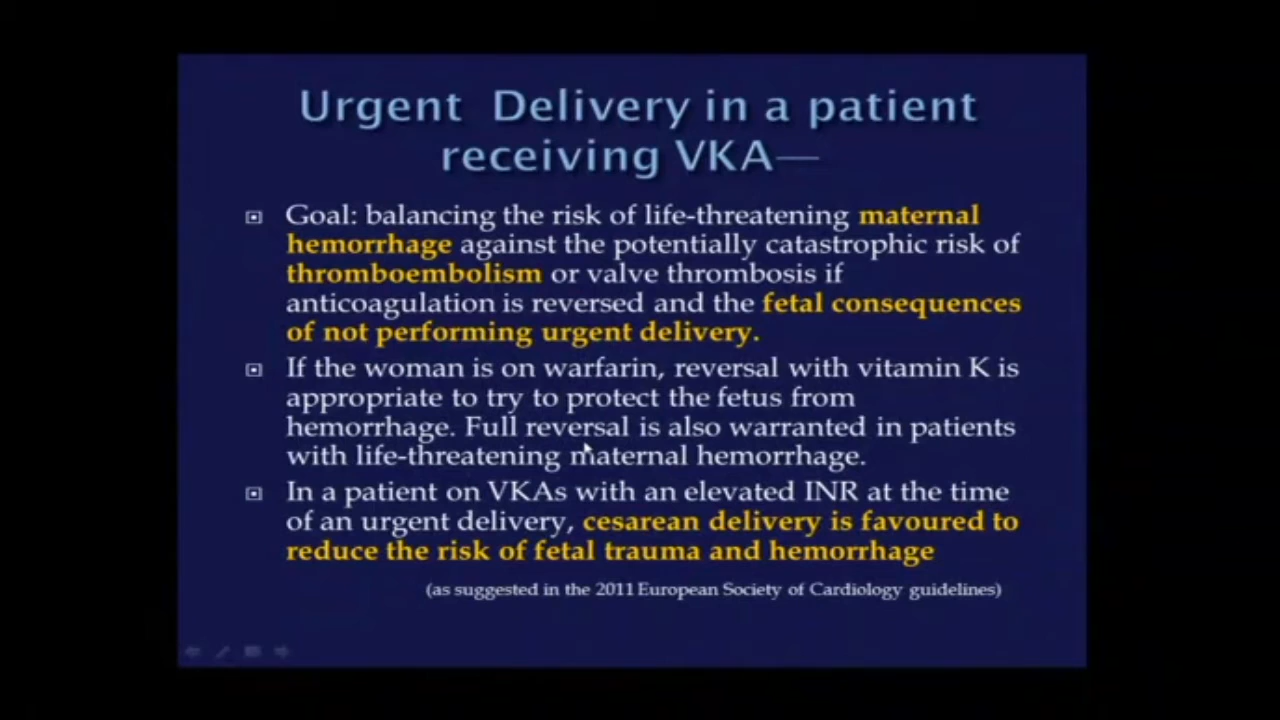 Urgent Delivery in a patient
receiving VKA—
Goal: balancing the risk of life-threatening maternal
hemorrhage against the potentially catastrophic risk of
thromboembolism or valve thrombosis if
anticoagulation is reversed and the fetal consequences
of not performing urgent delivery.
If the woman is on warfarin, reversal with vitamin K is
appropriate to try to protect the fetus from
hemorrhage. Full reversal is also warranted in patients
with life-threatening maternal hemorrhage.
In a patient on VKAs with an elevated INR at the time
of an urgent delivery, cesarean delivery is favoured to
reduce the risk of fetal trauma and hemorrhage
(as suggested in the 2011 European Society of Cardiology guidelines)